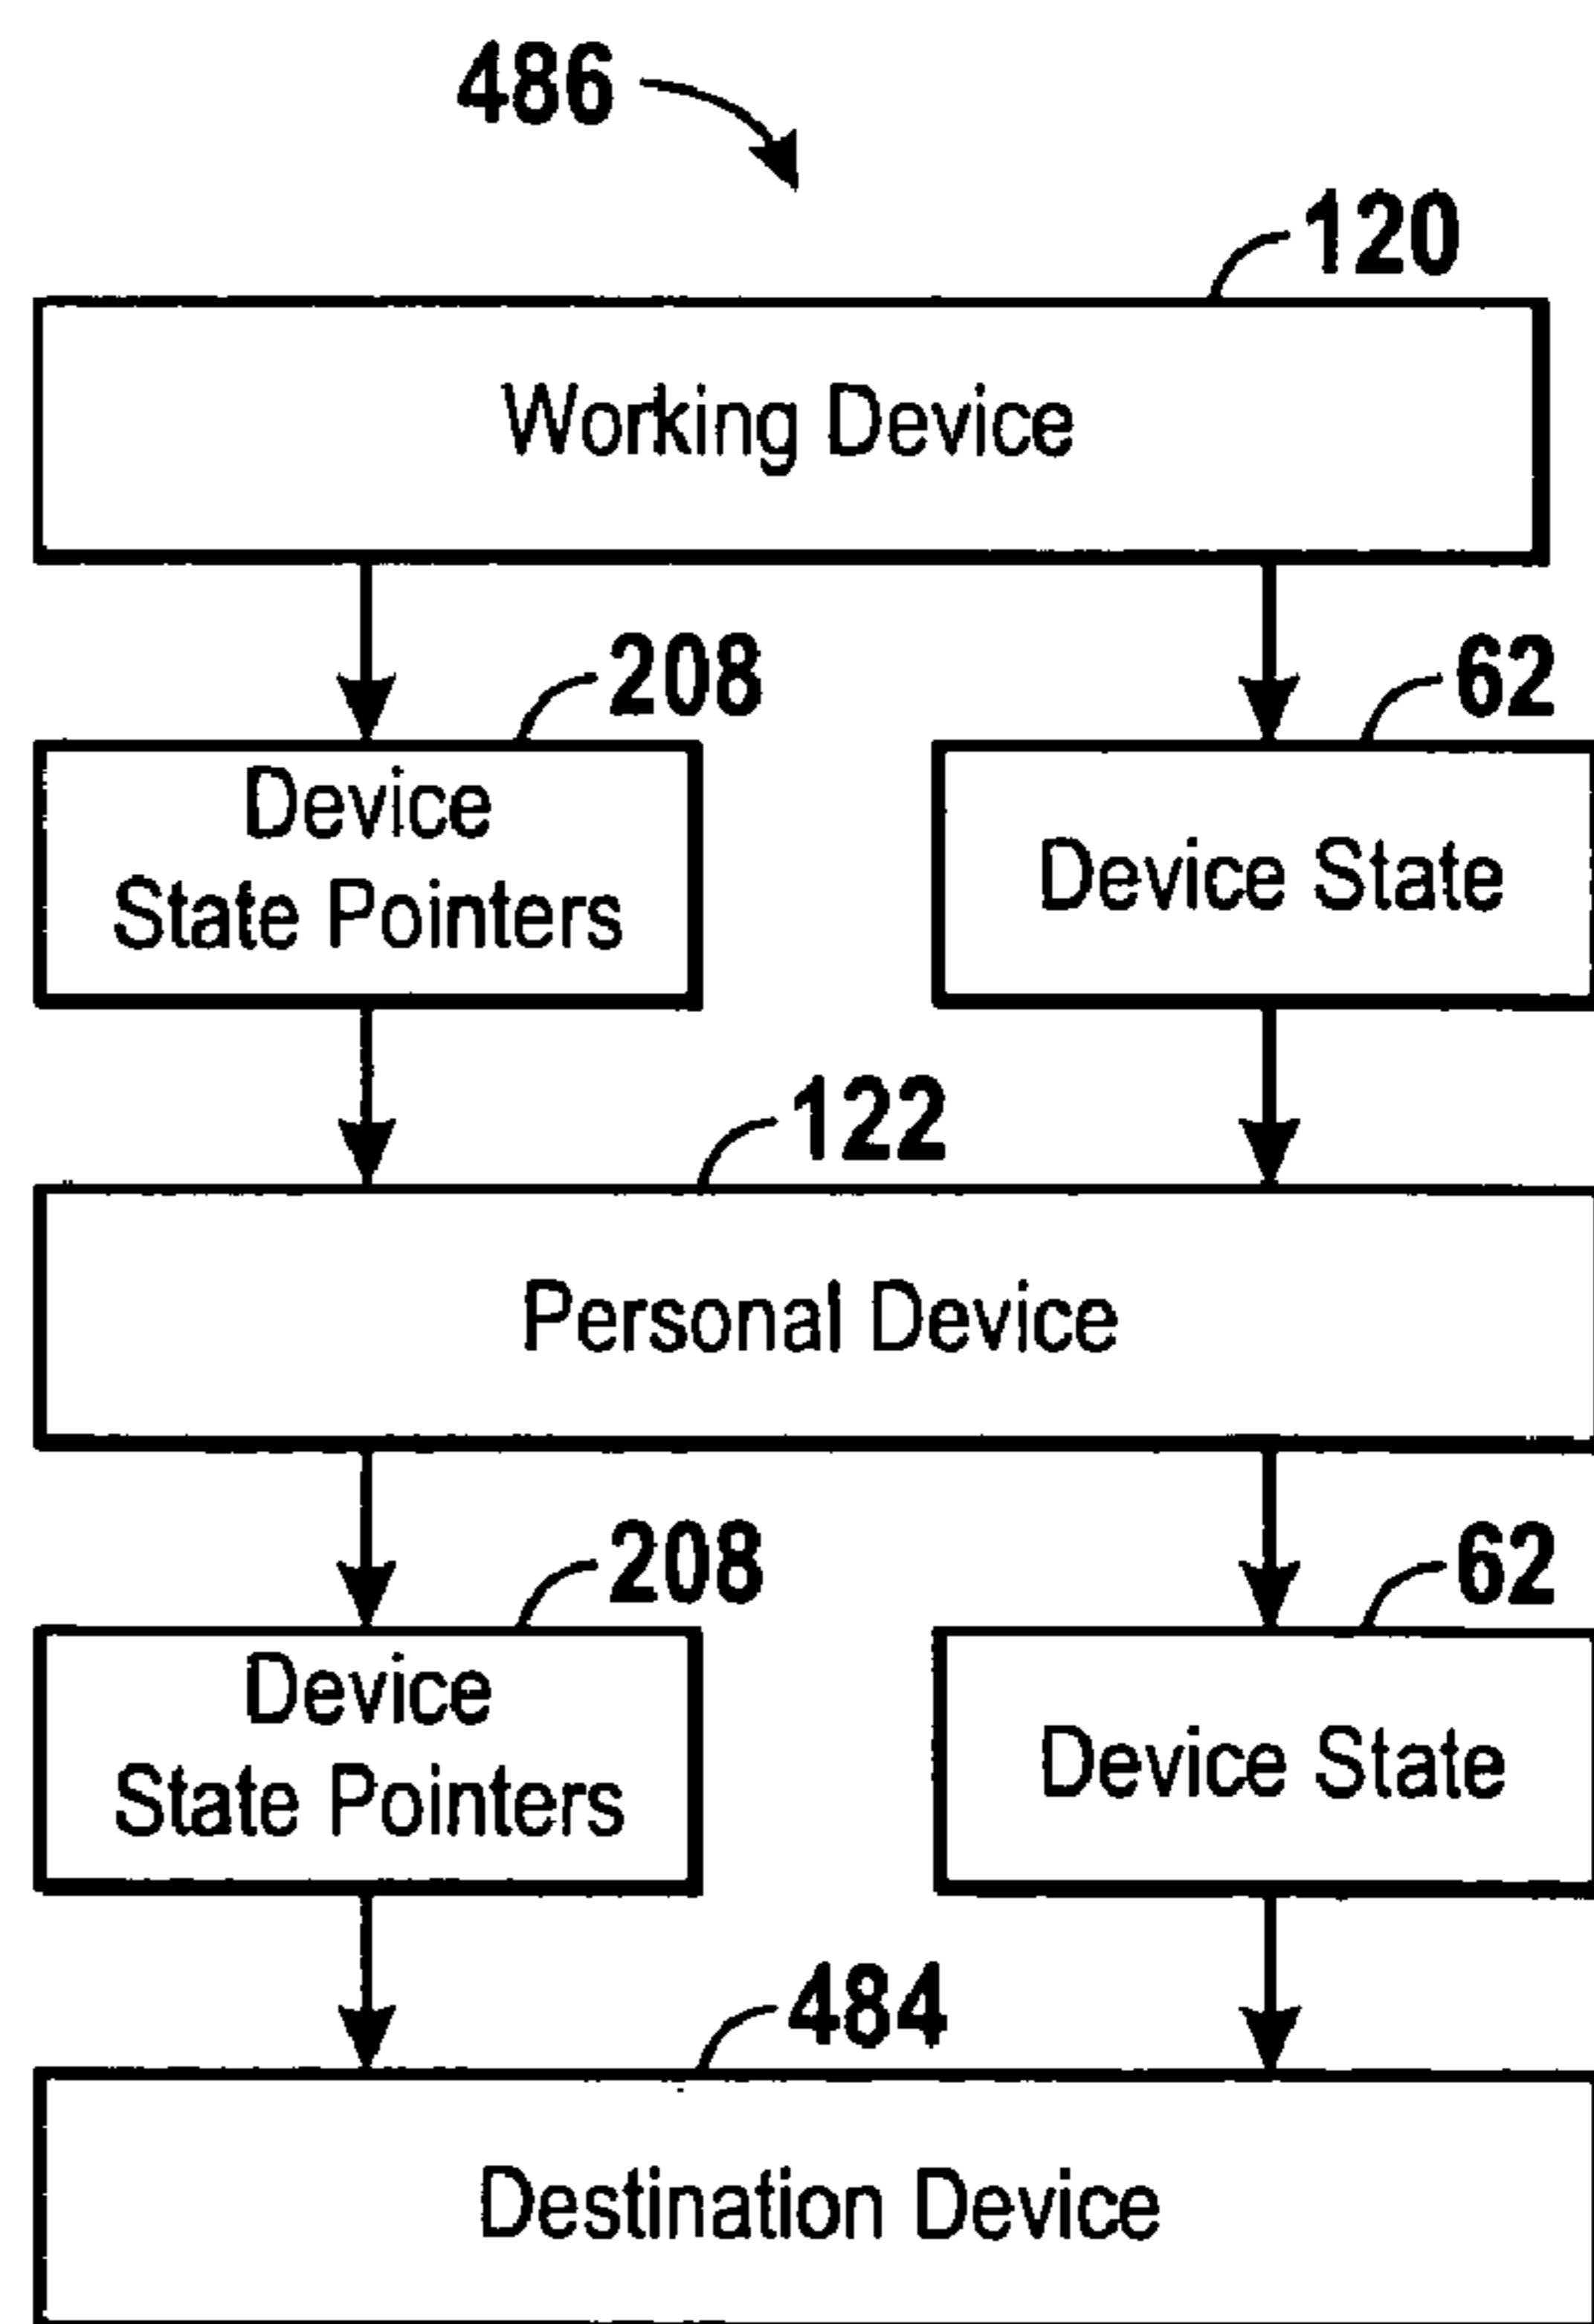 486
120
Working Device
208
62
Device
State Pointers
Device State
122
Personal Device
208
62
Device
State Pointers
Device State
484
Destination Device